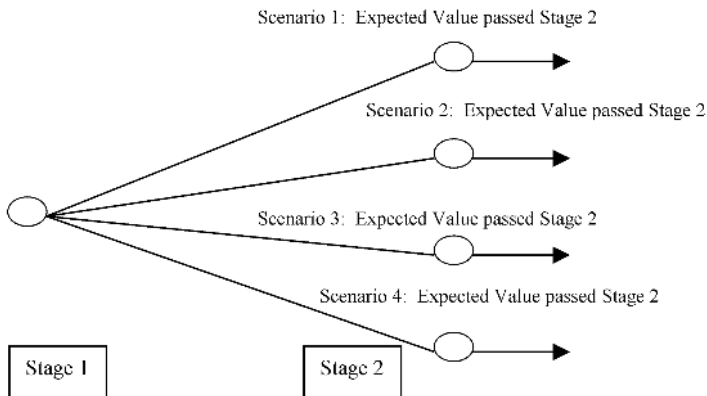 Scenario 1: Expected Value passed Stage 2
Scenario 2: Expected Value passed Stage 2
Scenario 3: Expected Value passed Stage 2
Scenario 4: Expected Value passed Stage 2
Stage 1
Stage 2